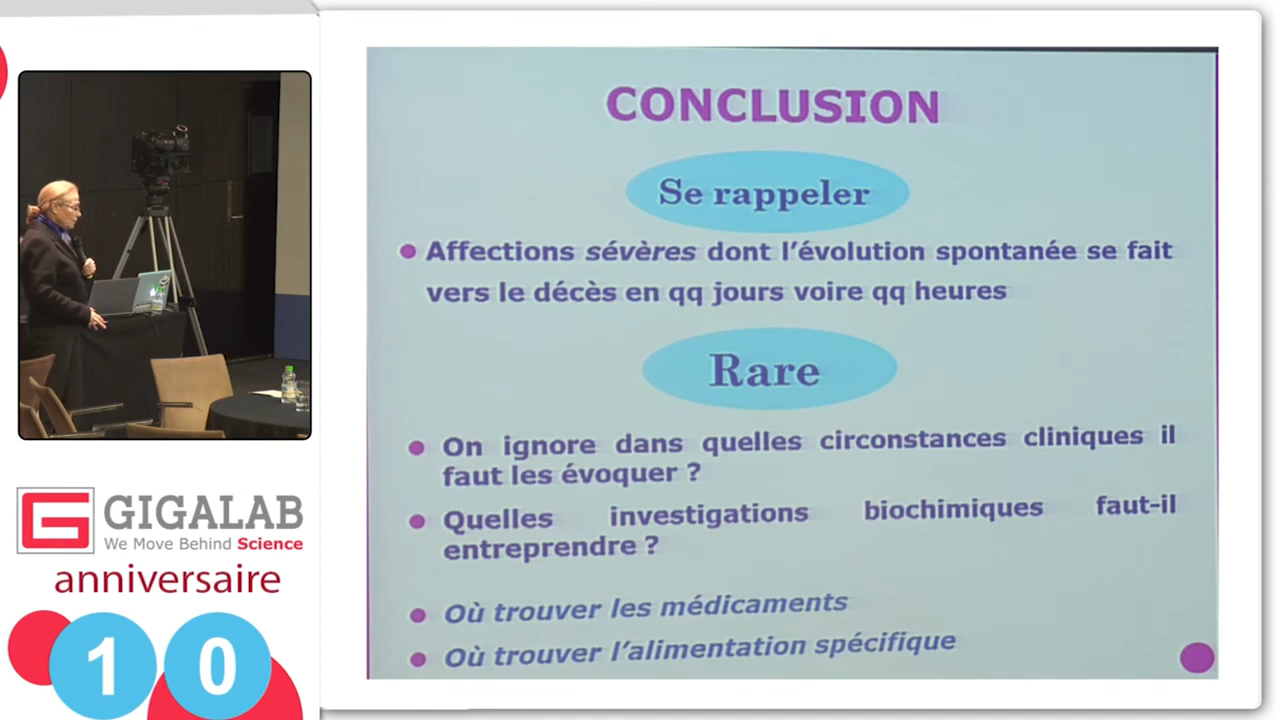 CONCLUSION
Se rappeler
Affections sévères dont l'évolution spontanée se fait
vers le décès en qq jours voire qq heures
Rare
On ignore dans quelles circonstances cliniques il
faut les évoquer ?
Quelles investigations biochimiques faut-il
entreprendre ?
Où trouver les médicaments
Où trouver l'alimentation spécifique
G GIGALAB
We Move Behind Science
anniversaire
10